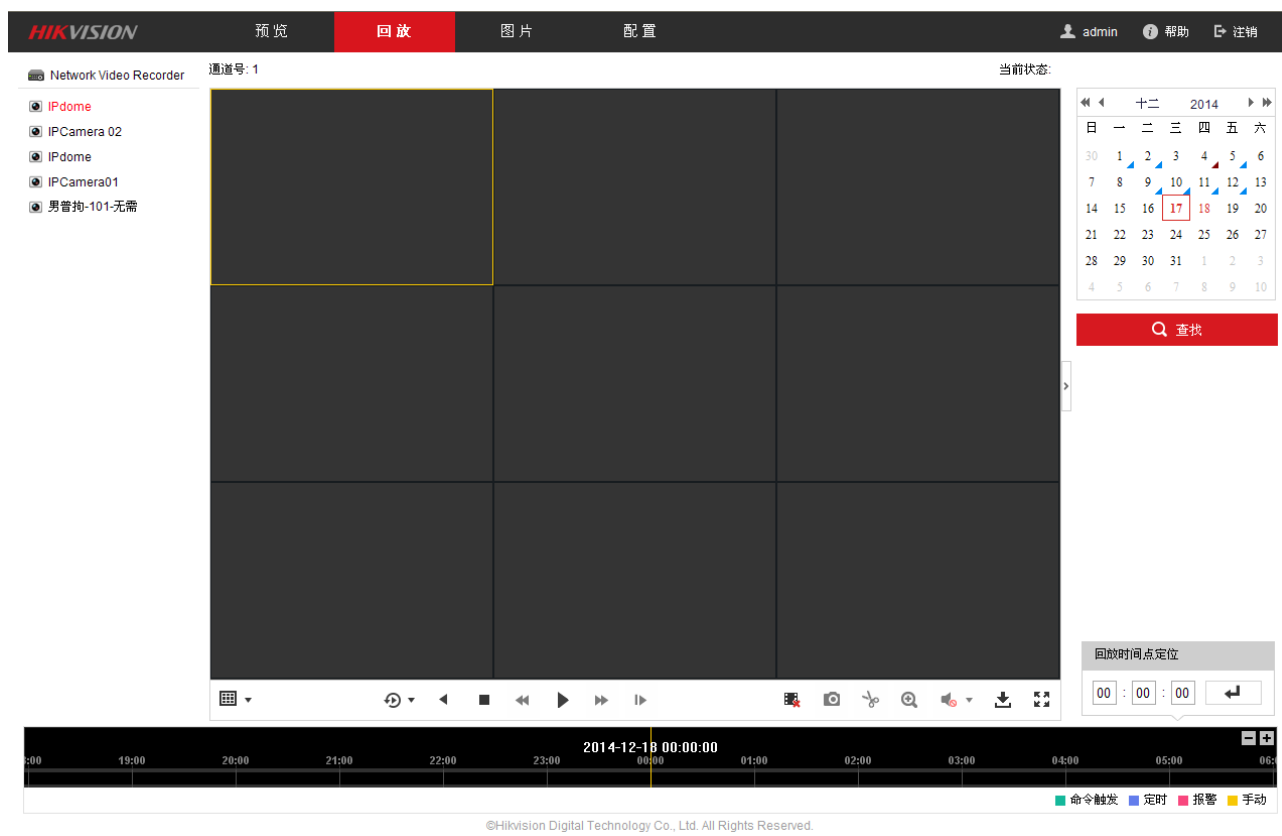 HIKVISION 预览 回放 图片 配置 admin 帮助 注销
Network Video Recorder
IPdome
IPCamera 02
IPdome
IPCamera01
男普拘-101-无需
通道号: 1 当前状态:
十二 2014
日 一 二 三 四 五 六
30 1 2 3 4 5 6
7 8 9 10 11 12 13
14 15 16 17 18 19 20
21 22 23 24 25 26 27
28 29 30 31 1 2 3
4 5 6 7 8 9 10
查找
回放时间点定位
00 : 00 : 00
2014-12-18 00:00:00
:00 19:00 20:00 21:00 22:00 23:00 00:00 01:00 02:00 03:00 04:00 05:00 06:
命令触发 定时 报警 手动
©Hikvision Digital Technology Co., Ltd. All Rights Reserved.